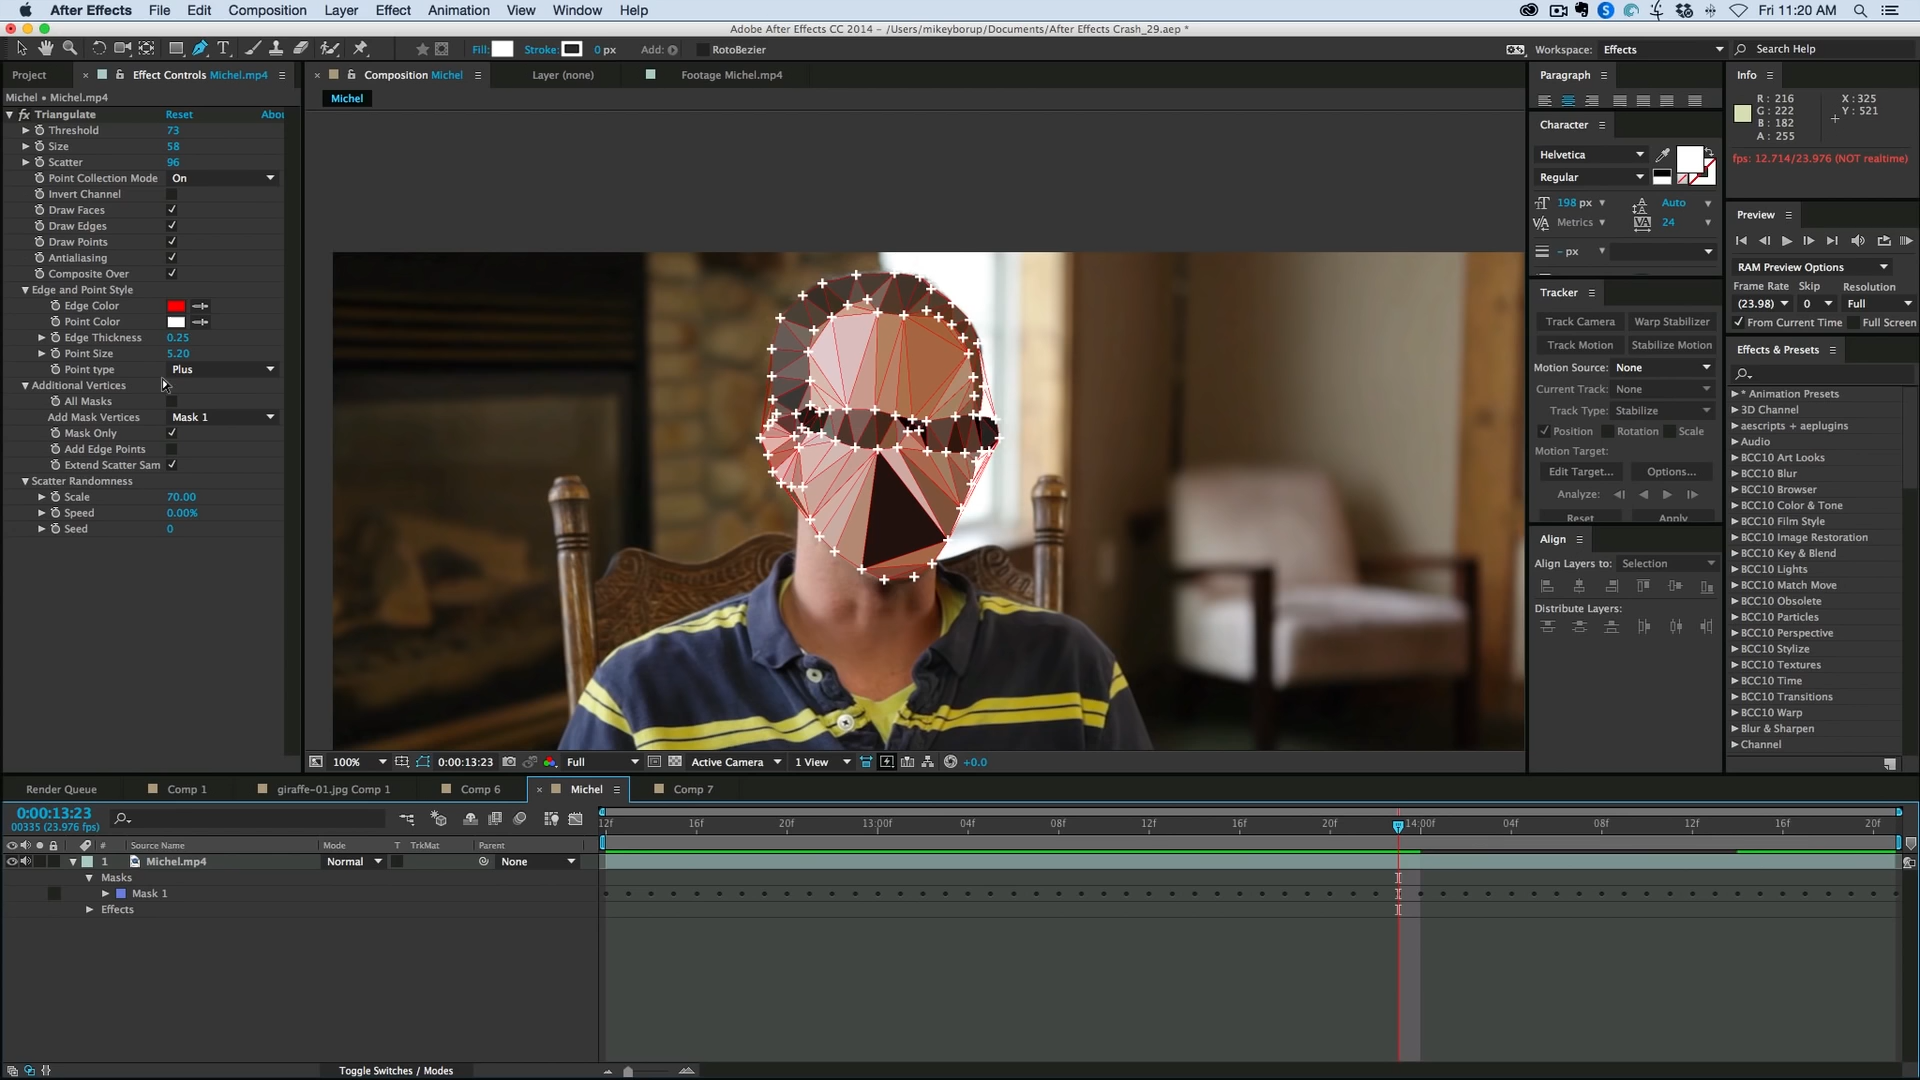 After Effects File Edit Composition Layer Effect Animation View Window Help Fri 11:20 AM
Adobe After Effects CC 2014 - /Users/mikeyborup/Documents/After Effects Crash_29.aep *
Fill: Stroke: 0 px Add: RotoBezier Workspace: Effects Search Help
Project Effect Controls Michel.mp4
Michel • Michel.mp4
fx Triangulate Reset Abou
Threshold 73
Size 58
Scatter 96
Point Collection Mode On
Invert Channel
Draw Faces
Draw Edges
Draw Points
Antialiasing
Composite Over
Edge and Point Style
Edge Color
Point Color
Edge Thickness 0.25
Point Size 5.20
Point type Plus
Additional Vertices
All Masks
Add Mask Vertices Mask 1
Mask Only
Add Edge Points
Extend Scatter Sam
Scatter Randomness
Scale 70.00
Speed 0.00%
Seed 0
Composition Michel Layer (none) Footage Michel.mp4
Michel
100% 0:00:13:23 Full Active Camera 1 View +0.0
Paragraph
Character
Helvetica
Regular
198 px Auto
Metrics 24
- px
Tracker
Track Camera Warp Stabilizer
Track Motion Stabilize Motion
Motion Source: None
Current Track: None
Track Type: Stabilize
Position Rotation Scale
Motion Target:
Edit Target... Options...
Analyze:
Reset Apply
Align
Align Layers to: Selection
Distribute Layers:
Info
R: 216 X: 325
G: 222 Y: 521
B: 182
A: 255
fps: 12.714/23.976 (NOT realtime)
Preview
RAM Preview Options
Frame Rate Skip Resolution
(23.98) 0 Full
From Current Time Full Screen
Effects & Presets
* Animation Presets
3D Channel
aescripts + aeplugins
Audio
BCC10 Art Looks
BCC10 Blur
BCC10 Browser
BCC10 Color & Tone
BCC10 Film Style
BCC10 Image Restoration
BCC10 Key & Blend
BCC10 Lights
BCC10 Match Move
BCC10 Obsolete
BCC10 Particles
BCC10 Perspective
BCC10 Stylize
BCC10 Textures
BCC10 Time
BCC10 Transitions
BCC10 Warp
Blur & Sharpen
Channel
Render Queue Comp 1 giraffe-01.jpg Comp 1 Comp 6 Michel Comp 7
0:00:13:23
00335 (23.976 fps)
12f 16f 20f 13:00f 04f 08f 12f 16f 20f 14:00f 04f 08f 12f 16f 20f
# Source Name Mode T TrkMat Parent
1 Michel.mp4 Normal None
Masks
Mask 1
Effects
Toggle Switches / Modes